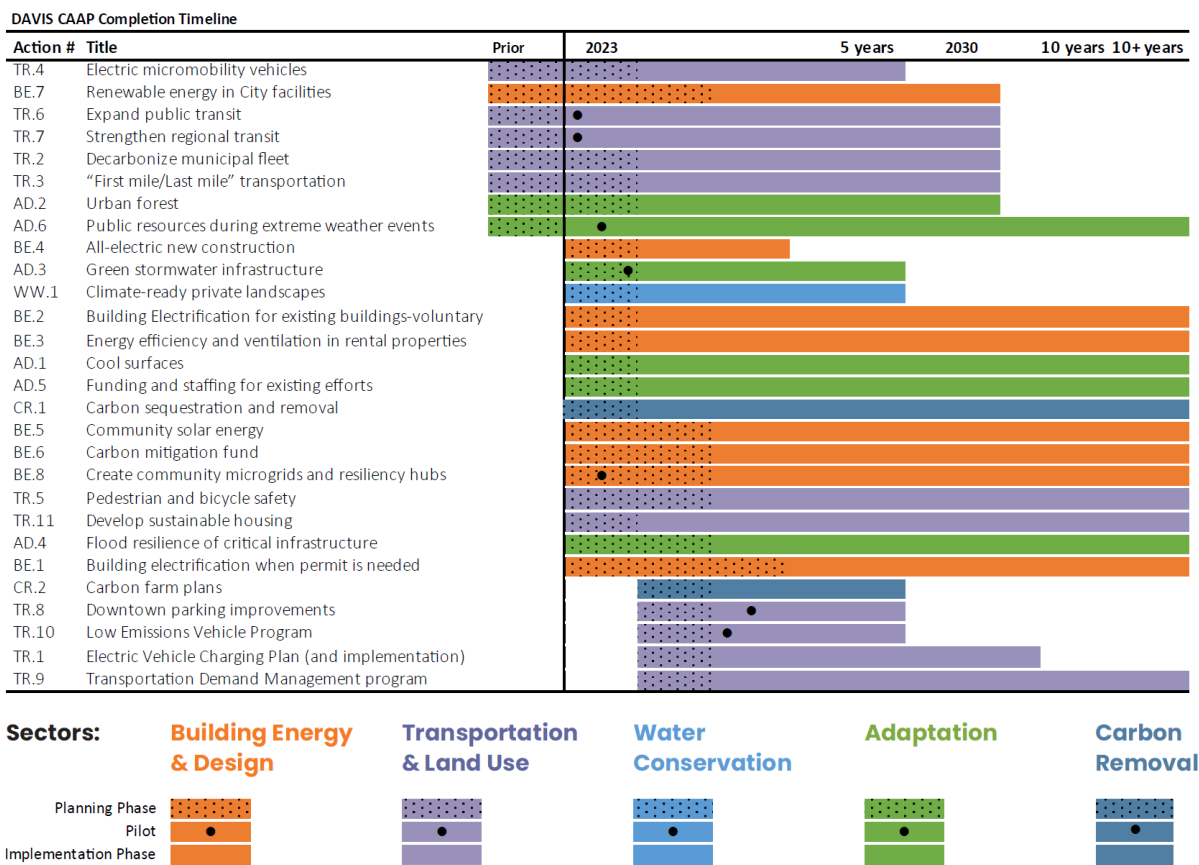 DAVIS CAAP Completion Timeline
Action # Title Prior 2023 5 years 2030 10 years 10+ years
TR.4 Electric micromobility vehicles
BE.7 Renewable energy in City facilities
TR.6 Expand public transit
TR.7 Strengthen regional transit
TR.2 Decarbonize municipal fleet
TR.3 “First mile/Last mile” transportation
AD.2 Urban forest
AD.6 Public resources during extreme weather events
BE.4 All-electric new construction
AD.3 Green stormwater infrastructure
WW.1 Climate-ready private landscapes
BE.2 Building Electrification for existing buildings-voluntary
BE.3 Energy efficiency and ventilation in rental properties
AD.1 Cool surfaces
AD.5 Funding and staffing for existing efforts
CR.1 Carbon sequestration and removal
BE.5 Community solar energy
BE.6 Carbon mitigation fund
BE.8 Create community microgrids and resiliency hubs
TR.5 Pedestrian and bicycle safety
TR.11 Develop sustainable housing
AD.4 Flood resilience of critical infrastructure
BE.1 Building electrification when permit is needed
CR.2 Carbon farm plans
TR.8 Downtown parking improvements
TR.10 Low Emissions Vehicle Program
TR.1 Electric Vehicle Charging Plan (and implementation)
TR.9 Transportation Demand Management program
Sectors: Building Energy Transportation Water Adaptation Carbon
& Design & Land Use Conservation Removal
Planning Phase
Pilot
Implementation Phase